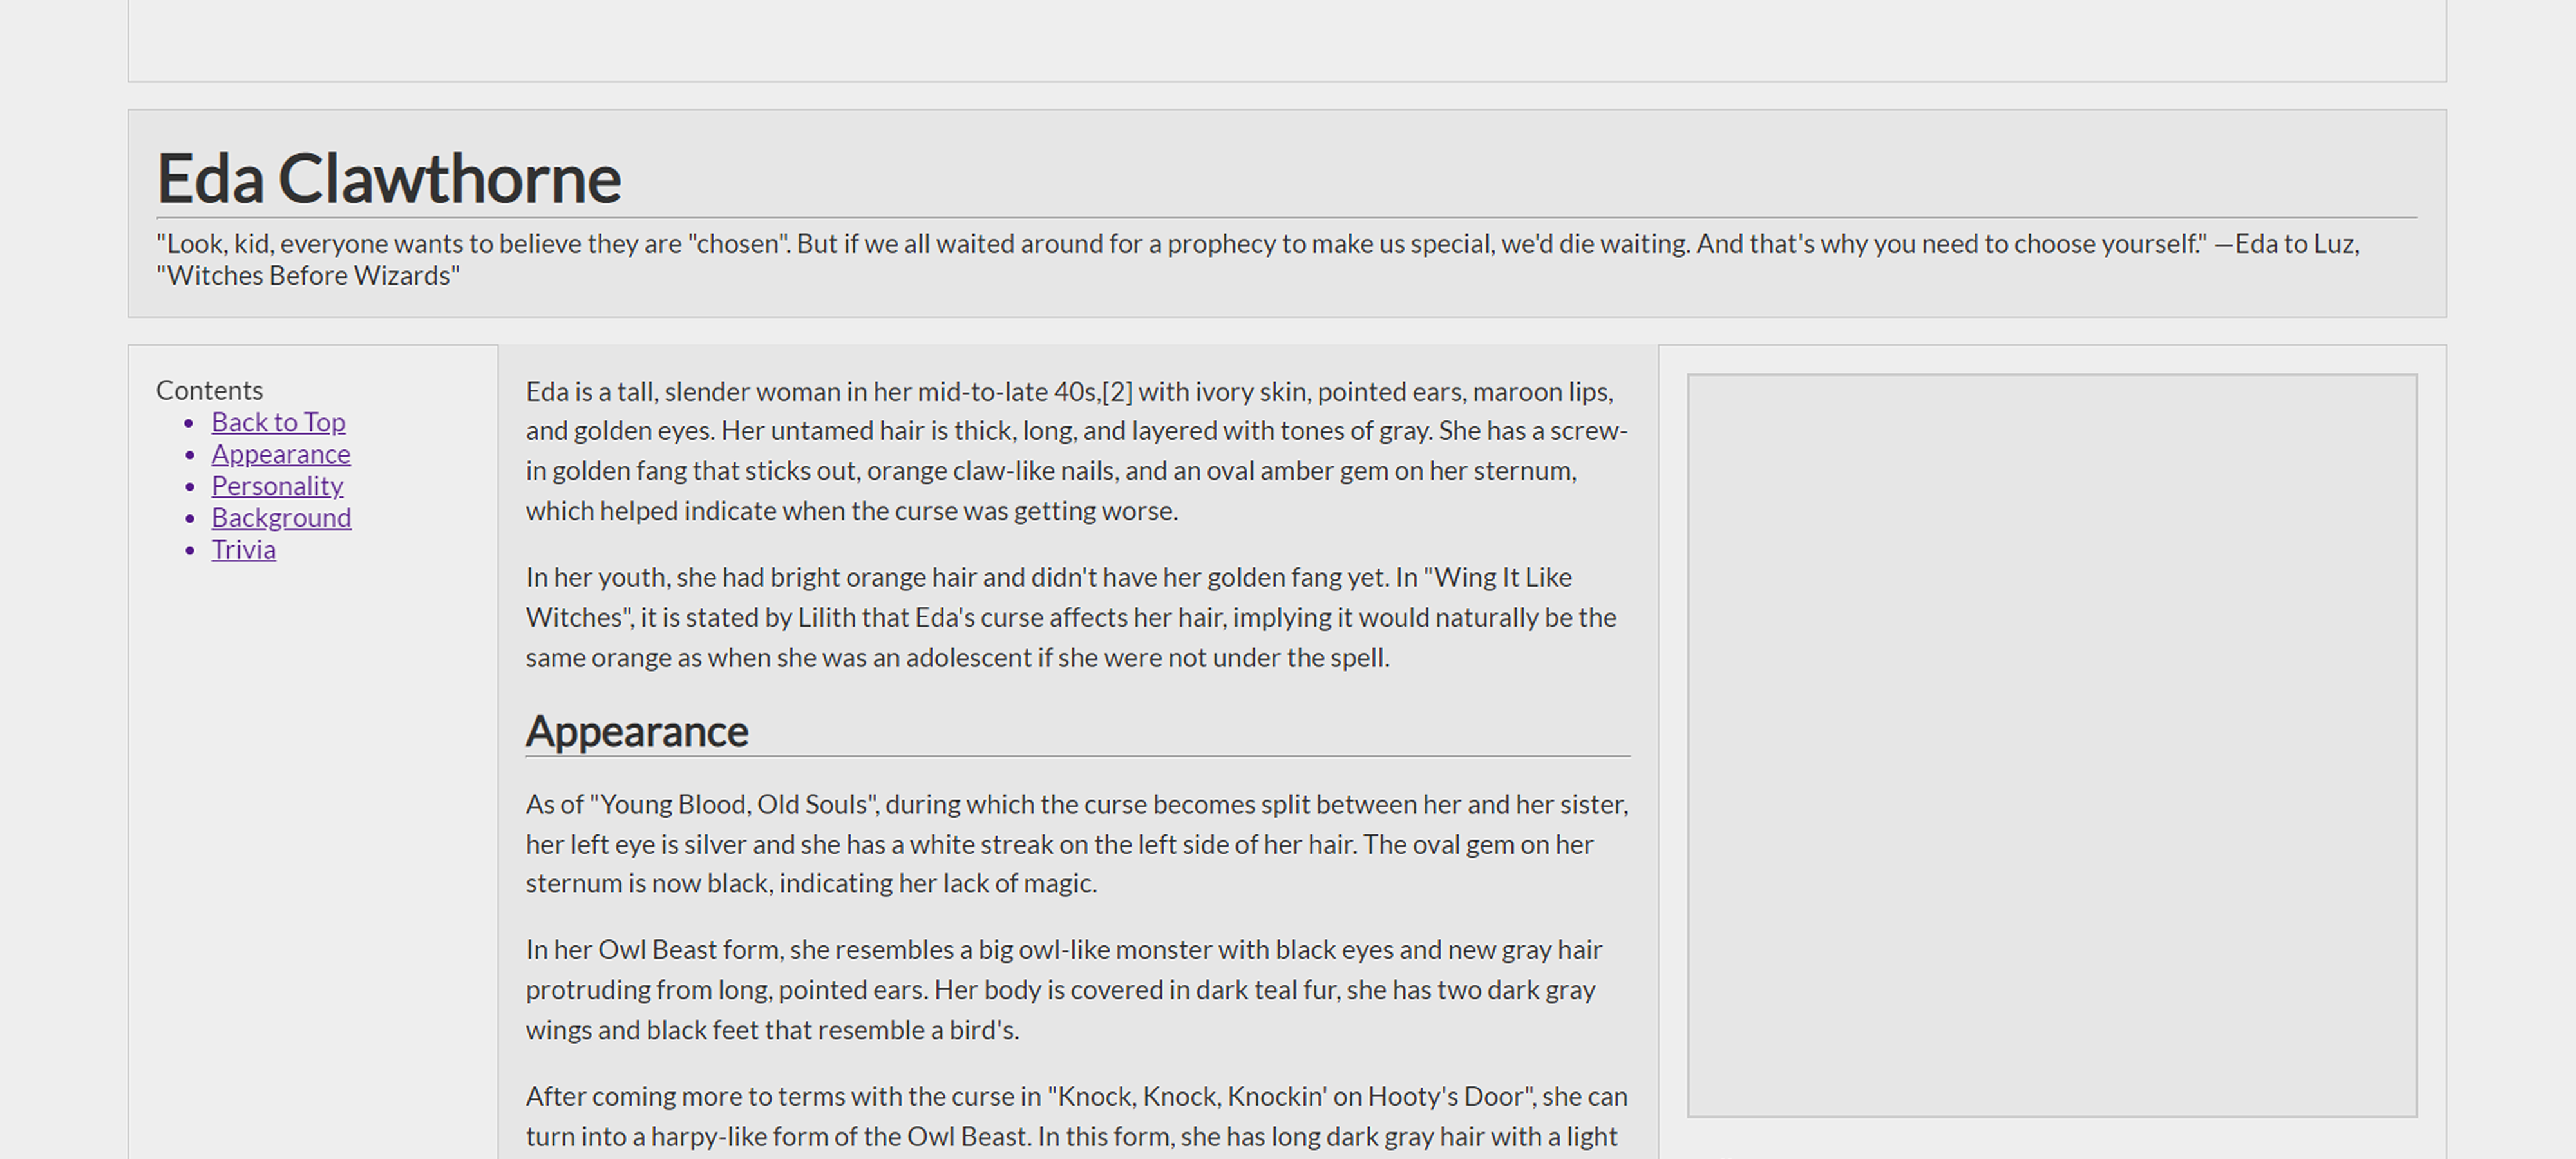 Eda Clawthorne
"Look, kid, everyone wants to believe they are "chosen". But if we all waited around for a prophecy to make us special, we'd die waiting. And that's why you need to choose yourself." —Eda to Luz,
"Witches Before Wizards"
Contents
Back to Top
Appearance
Personality
Background
Trivia
Eda is a tall, slender woman in her mid-to-late 40s,[2] with ivory skin, pointed ears, maroon lips,
and golden eyes. Her untamed hair is thick, long, and layered with tones of gray. She has a screw-
in golden fang that sticks out, orange claw-like nails, and an oval amber gem on her sternum,
which helped indicate when the curse was getting worse.
In her youth, she had bright orange hair and didn't have her golden fang yet. In "Wing It Like
Witches", it is stated by Lilith that Eda's curse affects her hair, implying it would naturally be the
same orange as when she was an adolescent if she were not under the spell.
Appearance
As of "Young Blood, Old Souls", during which the curse becomes split between her and her sister,
her left eye is silver and she has a white streak on the left side of her hair. The oval gem on her
sternum is now black, indicating her lack of magic.
In her Owl Beast form, she resembles a big owl-like monster with black eyes and new gray hair
protruding from long, pointed ears. Her body is covered in dark teal fur, she has two dark gray
wings and black feet that resemble a bird's.
After coming more to terms with the curse in "Knock, Knock, Knockin' on Hooty's Door", she can
turn into a harpy-like form of the Owl Beast. In this form, she has long dark gray hair with a light